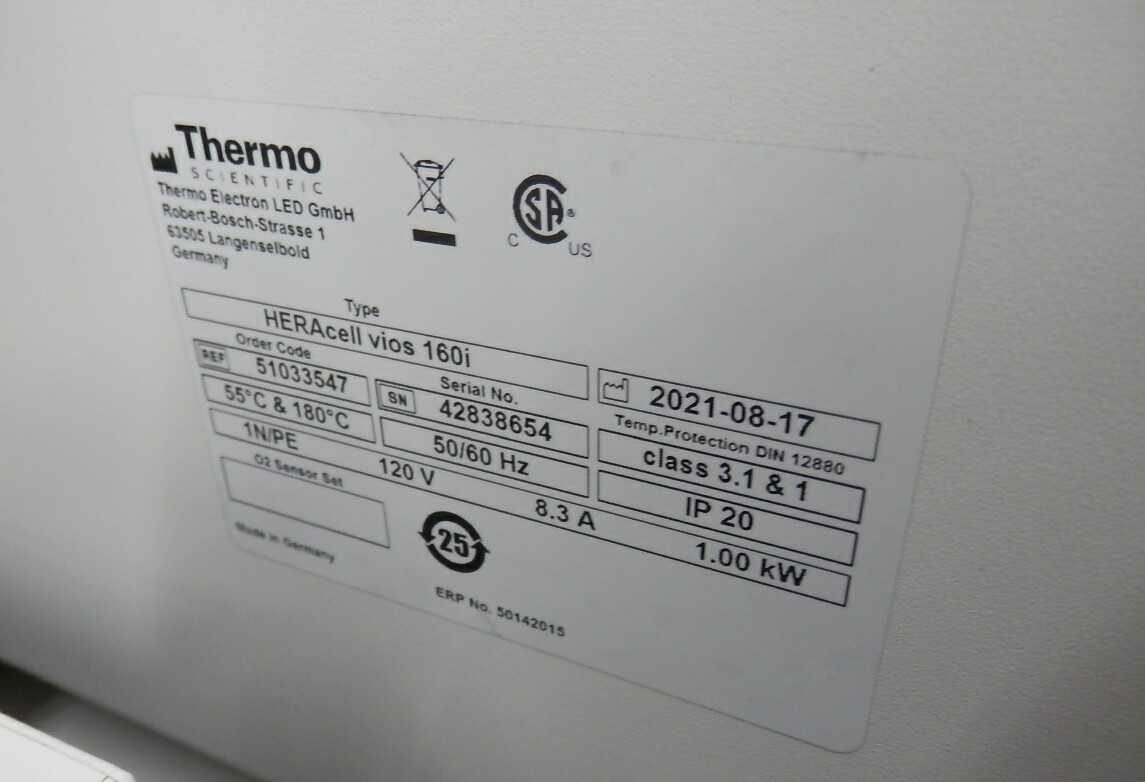 Thermo
SCIENTIFIC
Thermo Electron LED GmbH
Robert-Bosch-Strasse 1
63505 Langenselbold
Germany
C SA ® US
Type
HERAcell vios 160i
2021-08-17
Order Code
REF 51033547
Serial No.
SN 42838654
Temp.Protection DIN 12880
class 3.1 & 1
55°C & 180°C
50/60 Hz
IP 20
1N/PE 120 V 8.3 A 1.00 kW
O2 Sensor Set
25
Made in Germany
ERP No. 50142015